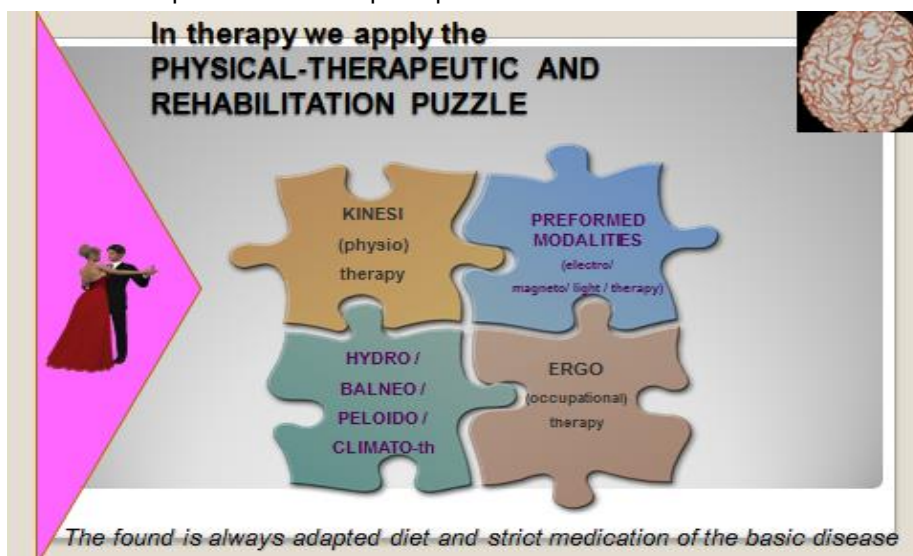 In therapy we apply the
PHYSICAL-THERAPEUTIC AND
REHABILITATION PUZZLE
KINESI
(physio)
therapy
PREFORMED
MODALITIES
(electro/
magneto/ light / therapy)
HYDRO /
BALNEO /
PELOIDO /
CLIMATO-th
ERGO
(occupational)
therapy
The found is always adapted diet and strict medication of the basic disease